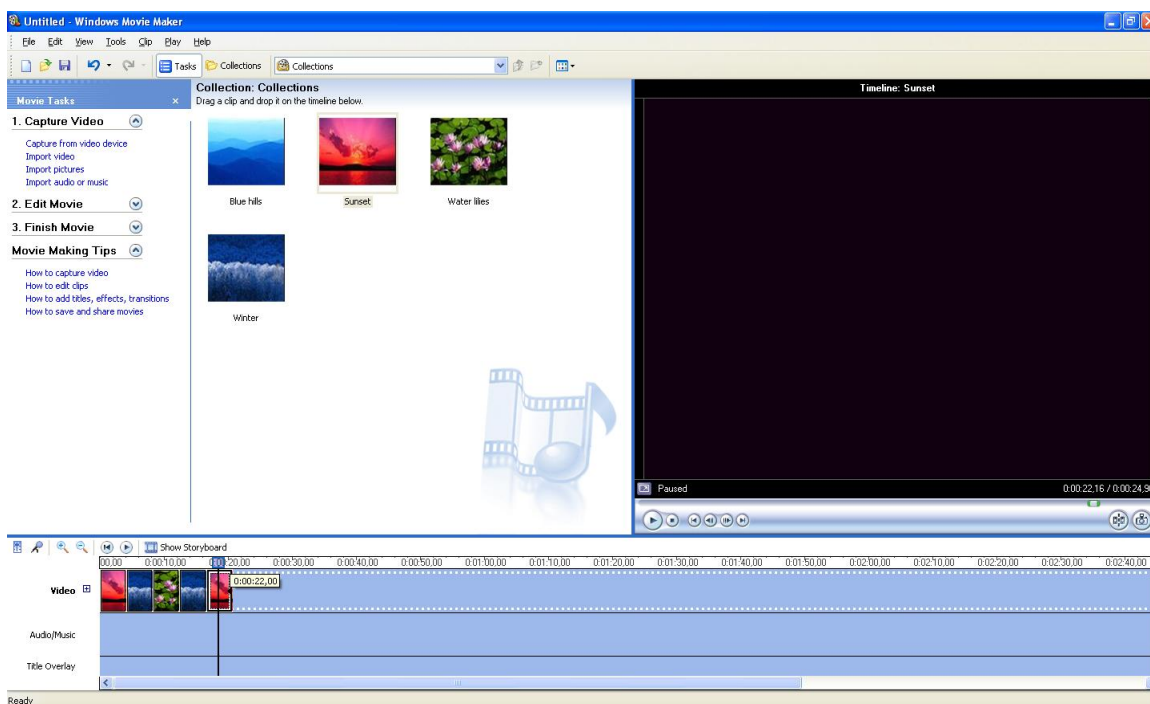 Untitled - Windows Movie Maker
File Edit View Tools Clip Play Help
Tasks Collections Collections
Movie Tasks
1. Capture Video
Capture from video device
Import video
Import pictures
Import audio or music
2. Edit Movie
3. Finish Movie
Movie Making Tips
How to capture video
How to edit clips
How to add titles, effects, transitions
How to save and share movies
Collection: Collections
Drag a clip and drop it on the timeline below.
Blue hills Sunset Water lilies
Winter
Timeline: Sunset
Paused 0:00:22,16 / 0:00:24,9
Show Storyboard
00,00 0:00:10,00 20,00 0:00:30,00 0:00:40,00 0:00:50,00 0:01:00,00 0:01:10,00 0:01:20,00 0:01:30,00 0:01:40,00 0:01:50,00 0:02:00,00 0:02:10,00 0:02:20,00 0:02:30,00 0:02:40,00
0:00:22,00
Video
Audio/Music
Title Overlay
Ready